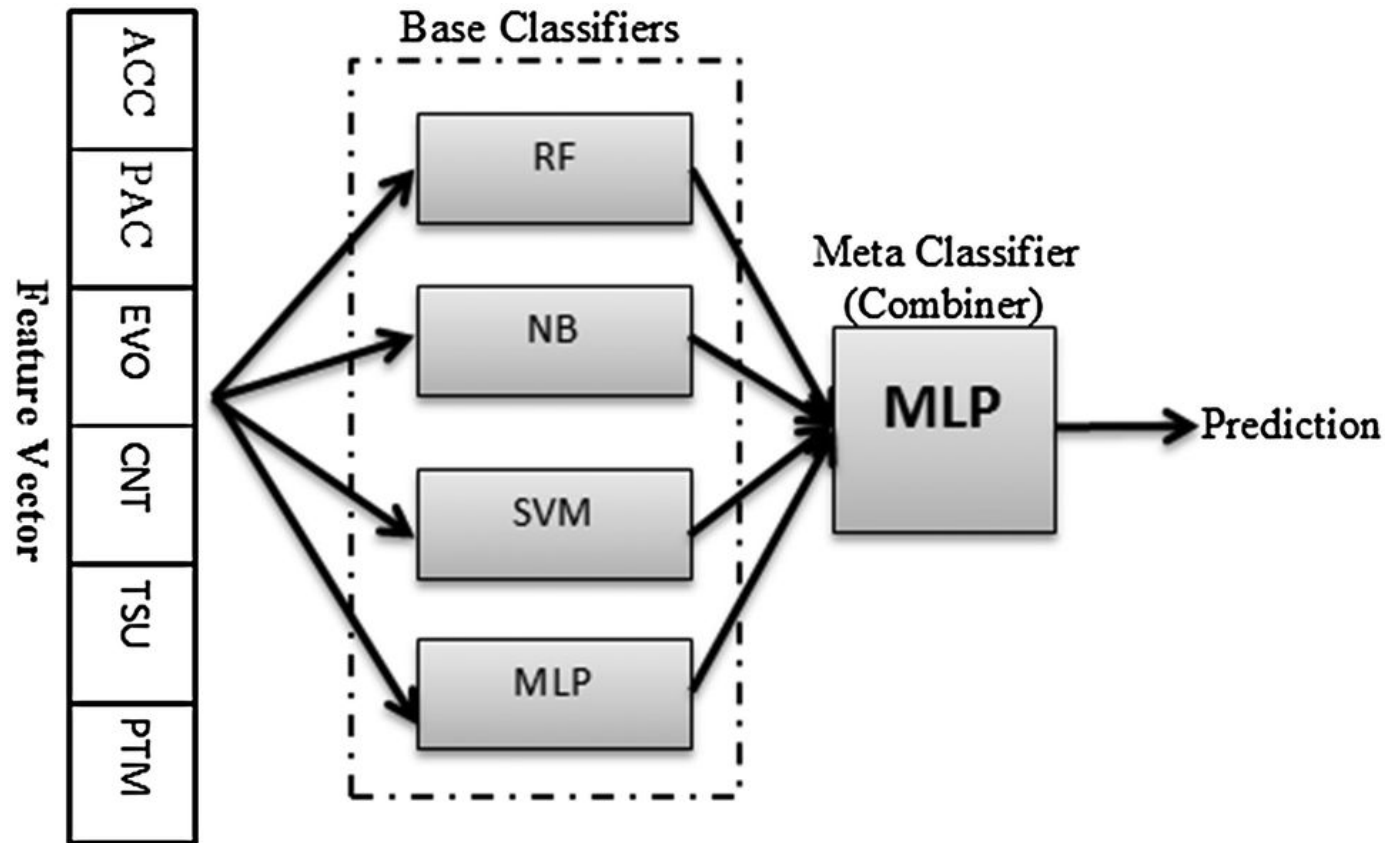 Feature Vector
ACC
PAC
EVO
CNT
TSU
PTM
Base Classifiers
RF
NB
SVM
MLP
Meta Classifier
(Combiner)
MLP
Prediction